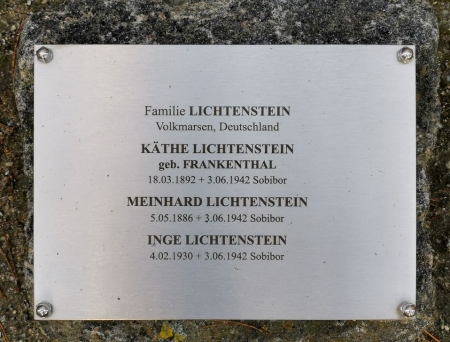 Familie LICHTENSTEIN
Volkmarsen, Deutschland
KÄTHE LICHTENSTEIN
geb. FRANKENTHAL
18.03.1892 + 3.06.1942 Sobibor
MEINHARD LICHTENSTEIN
5.05.1886 + 3.06.1942 Sobibor
INGE LICHTENSTEIN
4.02.1930 + 3.06.1942 Sobibor